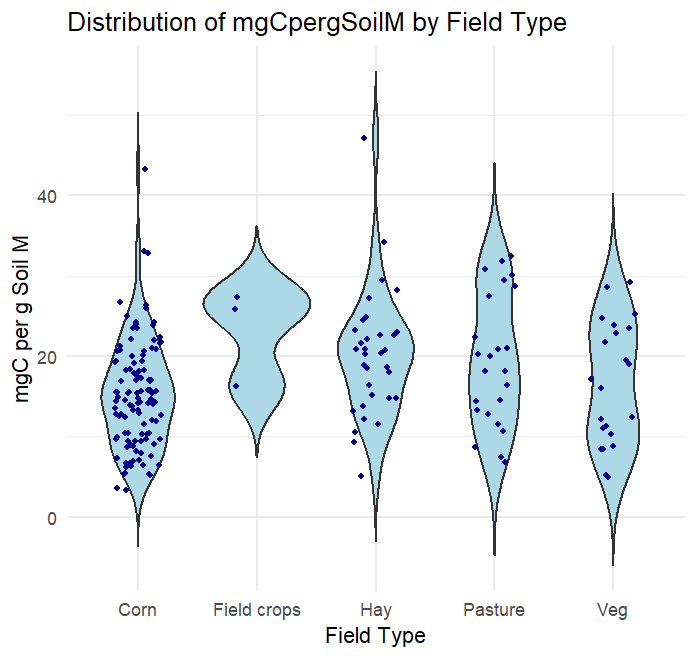 Distribution of mgCpergSoilM by Field Type
mgC per g Soil M
40
20
0
Corn
Field crops
Hay
Pasture
Veg
Field Type